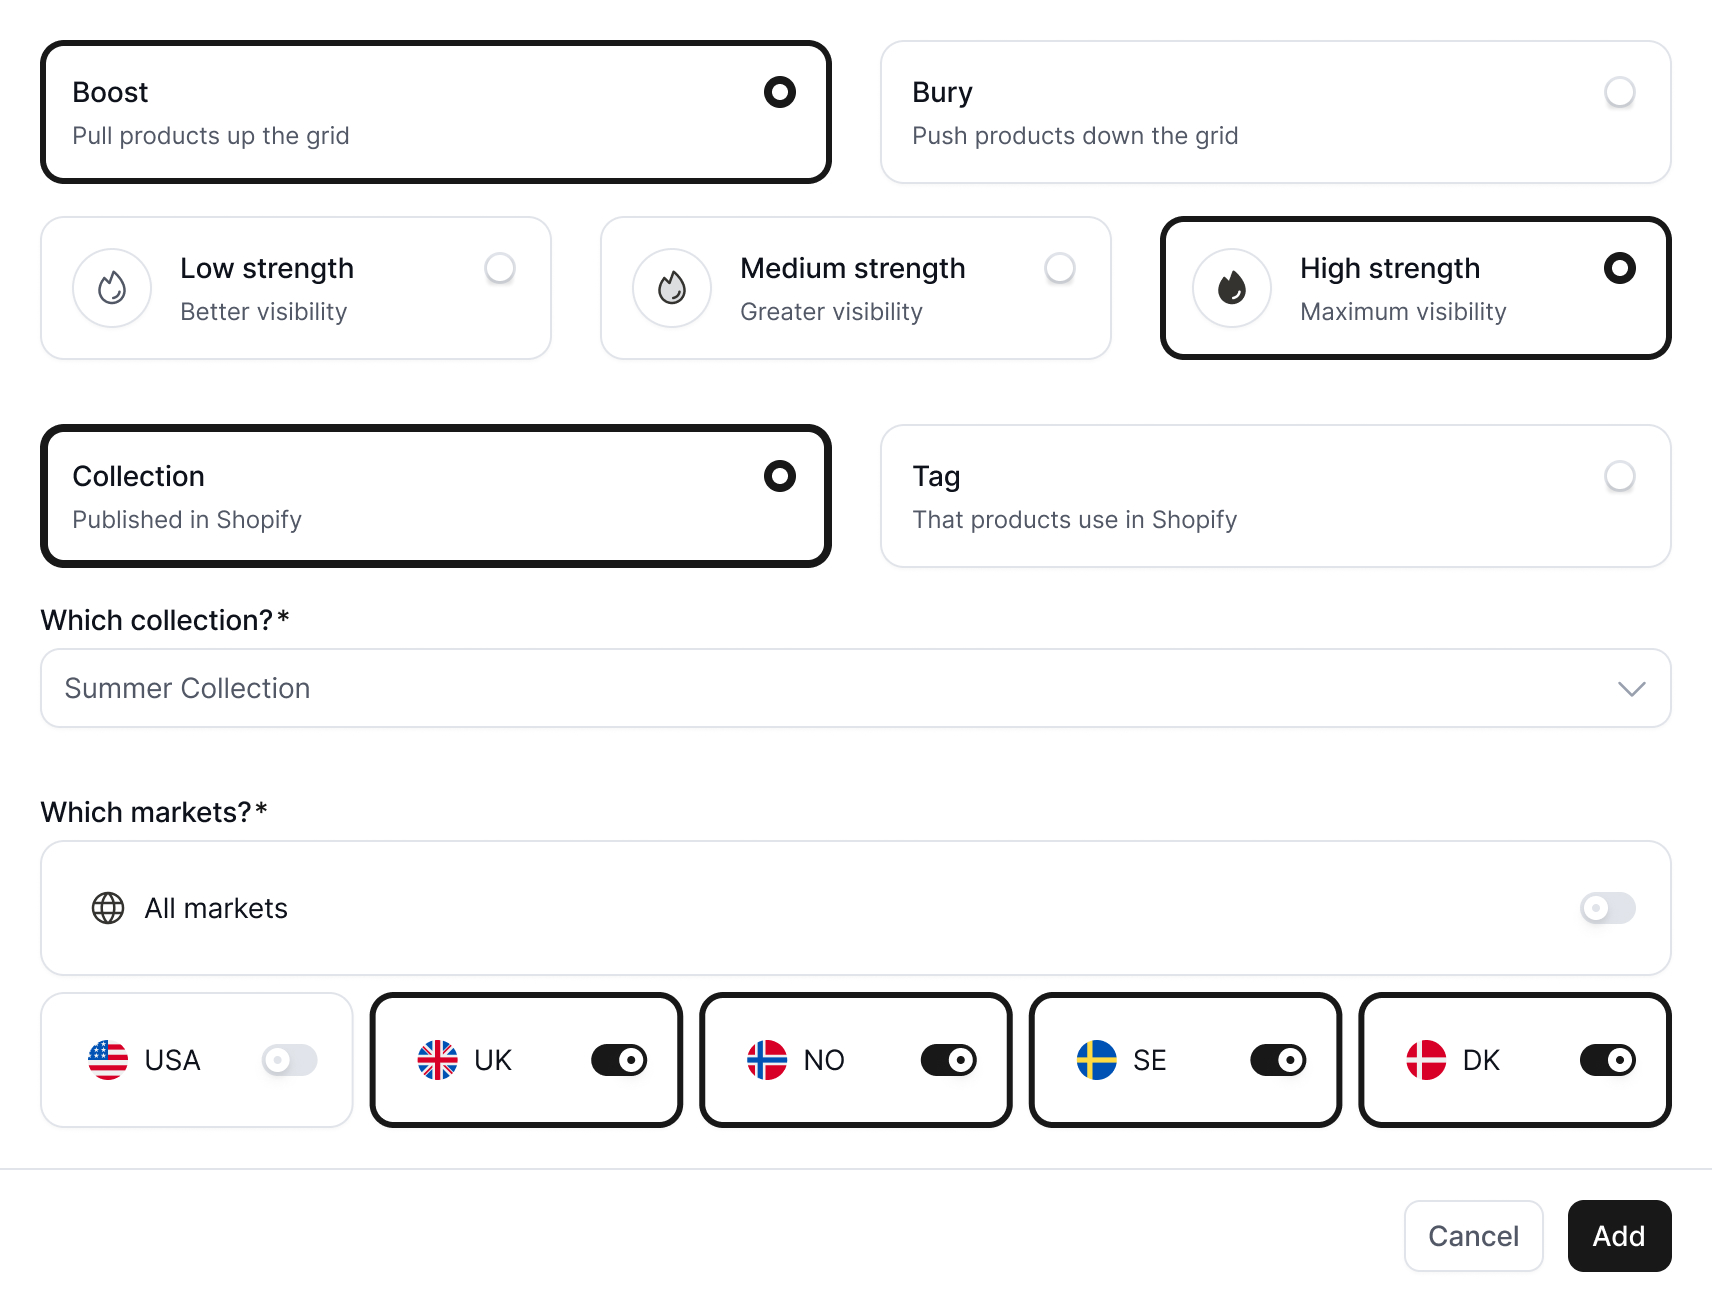 Boost
Pull products up the grid
Bury
Push products down the grid
Low strength
Better visibility
Medium strength
Greater visibility
High strength
Maximum visibility
Collection
Published in Shopify
Tag
That products use in Shopify
Which collection?*
Summer Collection
Which markets?*
All markets
USA
UK
NO
SE
DK
Cancel
Add